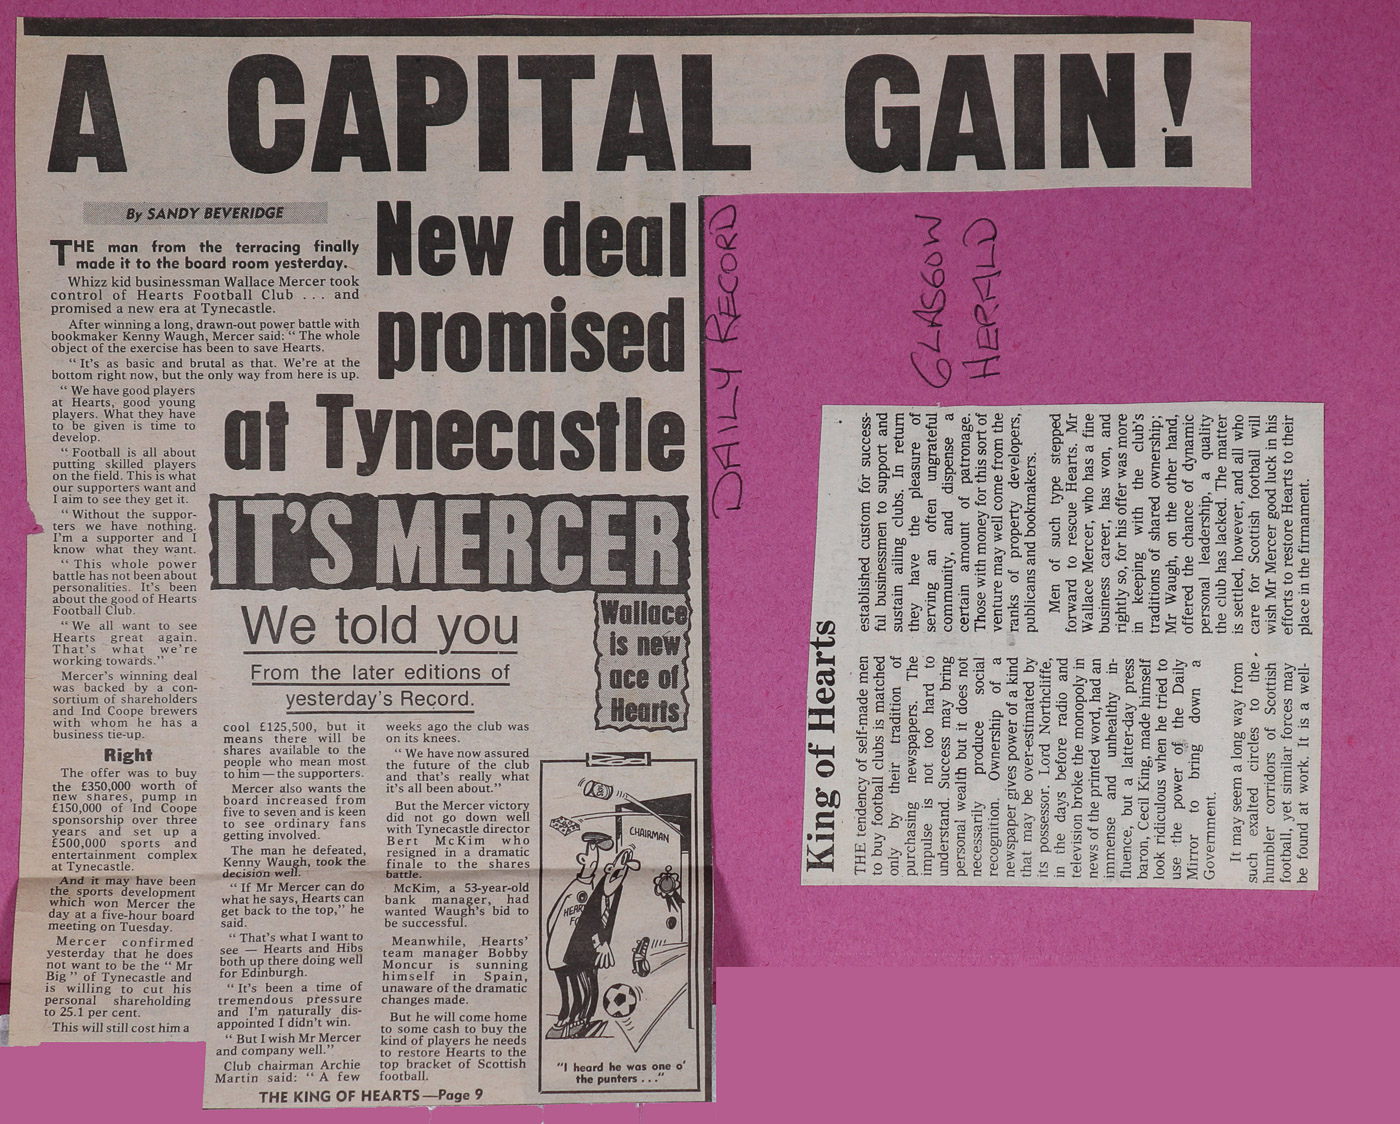 A CAPITAL GAIN!
By SANDY BEVERIDGE
New deal
promised
at Tynecastle
THE man from the terracing finally
made it to the board room yesterday.
Whizz kid businessman Wallace Mercer took
control of Hearts Football Club . . . and
promised a new era at Tynecastle.
After winning a long, drawn-out power battle with
bookmaker Kenny Waugh, Mercer said: “ The whole
object of the exercise has been to save Hearts.
“ It's as basic and brutal as that. We're at the
bottom right now, but the only way from here is up.
“ We have good players
at Hearts, good young
players. What they have
to be given is time to
develop.
“ Football is all about
putting skilled players
on the field. This is what
our supporters want and
I aim to see they get it.
“ Without the suppor-
ters we have nothing.
I'm a supporter and I
know what they want.
“ This whole power
battle has not been about
personalities. It's been
about the good of Hearts
Football Club.
“ We all want to see
Hearts great again.
That's what we're
working towards.”
Mercer's winning deal
was backed by a con-
sortium of shareholders
and Ind Coope brewers
with whom he has a
business tie-up.
Right
The offer was to buy
the £350,000 worth of
new shares, pump in
£150,000 of Ind Coope
sponsorship over three
years and set up a
£500,000 sports and
entertainment complex
at Tynecastle.
And it may have been
the sports development
which won Mercer the
day at a five-hour board
meeting on Tuesday.
Mercer confirmed
yesterday that he does
not want to be the “ Mr
Big ” of Tynecastle and
is willing to cut his
personal shareholding
to 25.1 per cent.
This will still cost him a
IT'S MERCER
Wallace
is new
ace of
Hearts
We told you
From the later editions of
yesterday's Record.
cool £125,500, but it
means there will be
shares available to the
people who mean most
to him — the supporters.
Mercer also wants the
board increased from
five to seven and is keen
to see ordinary fans
getting involved.
The man he defeated,
Kenny Waugh, took the
decision well.
“ If Mr Mercer can do
what he says, Hearts can
get back to the top,” he
said.
“ That's what I want to
see — Hearts and Hibs
both up there doing well
for Edinburgh.
“ It's been a time of
tremendous pressure
and I'm naturally dis-
appointed I didn't win.
“ But I wish Mr Mercer
and company well.”
Club chairman Archie
Martin said: “ A few
weeks ago the club was
on its knees.
“ We have now assured
the future of the club
and that's really what
it's all been about.”
But the Mercer victory
did not go down well
with Tynecastle director
Bert McKim who
resigned in a dramatic
finale to the shares
battle.
McKim, a 53-year-old
bank manager, had
wanted Waugh's bid to
be successful.
Meanwhile, Hearts'
team manager Bobby
Moncur is sunning
himself in Spain,
unaware of the dramatic
changes made.
But he will come home
to some cash to buy the
kind of players he needs
to restore Hearts to the
top bracket of Scottish
football.
CHAIRMAN
“I heard he was one o'
the punters . . .”
THE KING OF HEARTS—Page 9
DAILY RECORD
GLASGOW
HERALD
King of Hearts
THE tendency of self-made men
to buy football clubs is matched
only by their tradition of
purchasing newspapers. The
impulse is not too hard to
understand. Success may bring
personal wealth but it does not
necessarily produce social
recognition. Ownership of a
newspaper gives power of a kind
that may be over-estimated by
its possessor. Lord Northcliffe,
in the days before radio and
television broke the monopoly in
news of the printed word, had an
immense and unhealthy in-
fluence, but a latter-day press
baron, Cecil King, made himself
look ridiculous when he tried to
use the power of the Daily
Mirror to bring down a
Government.
It may seem a long way from
such exalted circles to the
humbler corridors of Scottish
football, yet similar forces may
be found at work. It is a well-
established custom for success-
ful businessmen to support and
sustain ailing clubs. In return
they have the pleasure of
serving an often ungrateful
community, and dispense a
certain amount of patronage.
Those with money for this sort of
venture may well come from the
ranks of property developers,
publicans and bookmakers.
Men of such type stepped
forward to rescue Hearts. Mr
Wallace Mercer, who has a fine
business career, has won, and
rightly so, for his offer was more
in keeping with the club's
traditions of shared ownership;
Mr Waugh, on the other hand,
offered the chance of dynamic
personal leadership, a quality
the club has lacked. The matter
is settled, however, and all who
care for Scottish football will
wish Mr Mercer good luck in his
efforts to restore Hearts to their
place in the firmament.